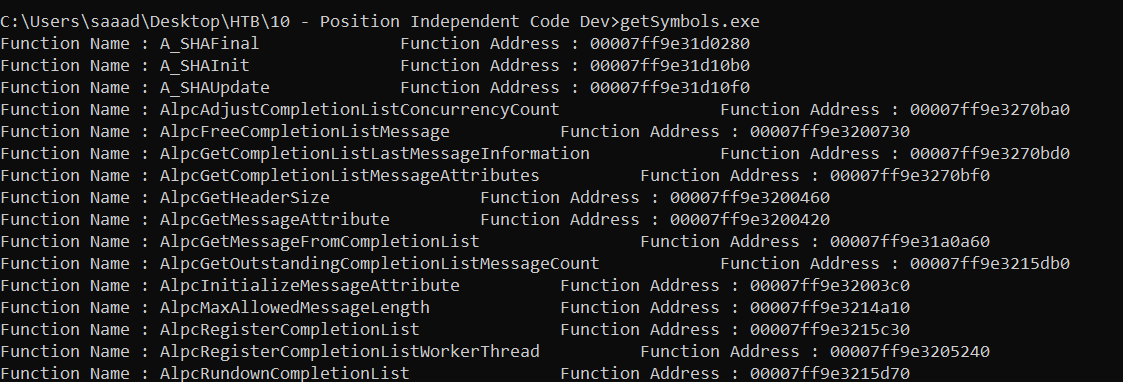 C:\Users\saaad\Desktop\HTB\10 - Position Independent Code Dev>getSymbols.exe
Function Name : A_SHAFinal Function Address : 00007ff9e31d0280
Function Name : A_SHAInit Function Address : 00007ff9e31d10b0
Function Name : A_SHAUpdate Function Address : 00007ff9e31d10f0
Function Name : AlpcAdjustCompletionListConcurrencyCount Function Address : 00007ff9e3270ba0
Function Name : AlpcFreeCompletionListMessage Function Address : 00007ff9e3200730
Function Name : AlpcGetCompletionListLastMessageInformation Function Address : 00007ff9e3270bd0
Function Name : AlpcGetCompletionListMessageAttributes Function Address : 00007ff9e3270bf0
Function Name : AlpcGetHeaderSize Function Address : 00007ff9e3200460
Function Name : AlpcGetMessageAttribute Function Address : 00007ff9e3200420
Function Name : AlpcGetMessageFromCompletionList Function Address : 00007ff9e31a0a60
Function Name : AlpcGetOutstandingCompletionListMessageCount Function Address : 00007ff9e3215db0
Function Name : AlpcInitializeMessageAttribute Function Address : 00007ff9e32003c0
Function Name : AlpcMaxAllowedMessageLength Function Address : 00007ff9e3214a10
Function Name : AlpcRegisterCompletionList Function Address : 00007ff9e3215c30
Function Name : AlpcRegisterCompletionListWorkerThread Function Address : 00007ff9e3205240
Function Name : AlpcRundownCompletionList Function Address : 00007ff9e3215d70